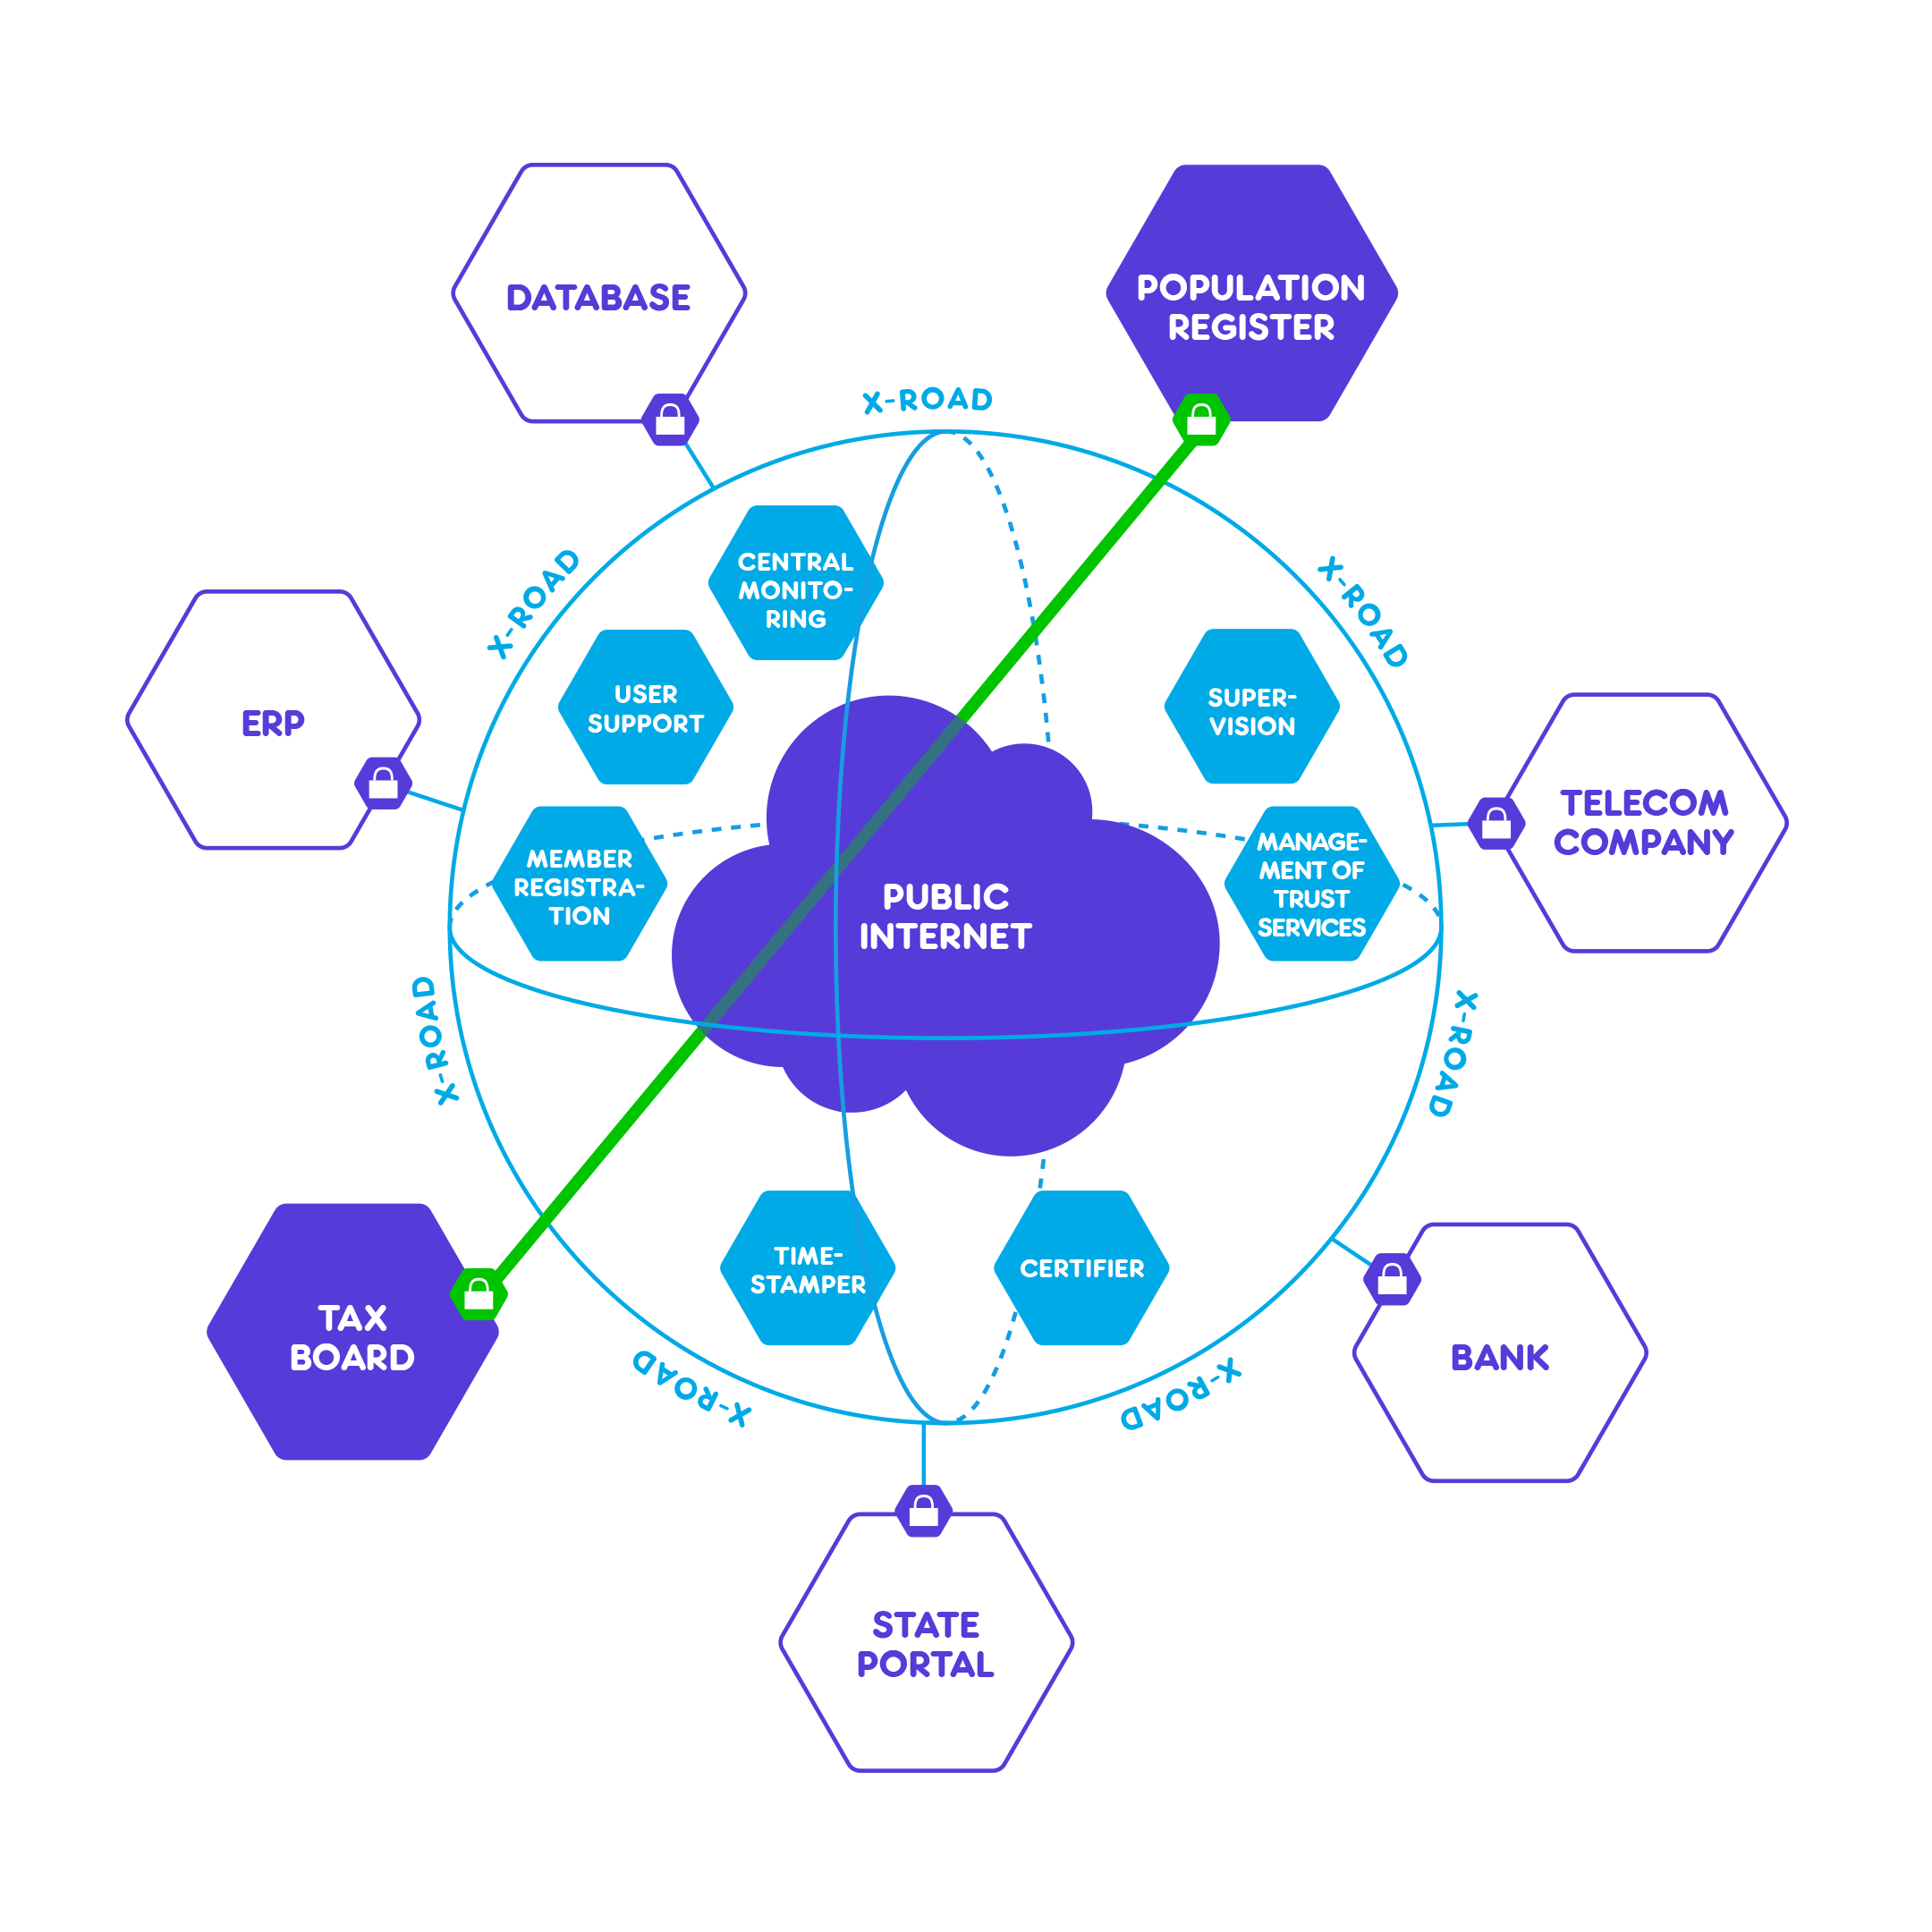 DATABASE
POPULATION
REGISTER
X-ROAD
CENTRAL
MONITO-
RING
X-ROAD
X-ROAD
USER
SUPPORT
SUPER-
VISION
ERP
TELECOM
COMPANY
MEMBER
REGISTRA-
TION
PUBLIC
INTERNET
MANAGE-
MENT OF
TRUST
SERVICES
X-ROAD
X-ROAD
TIME-
STAMPER
CERTIFIER
TAX
BOARD
BANK
X-ROAD
X-ROAD
STATE
PORTAL